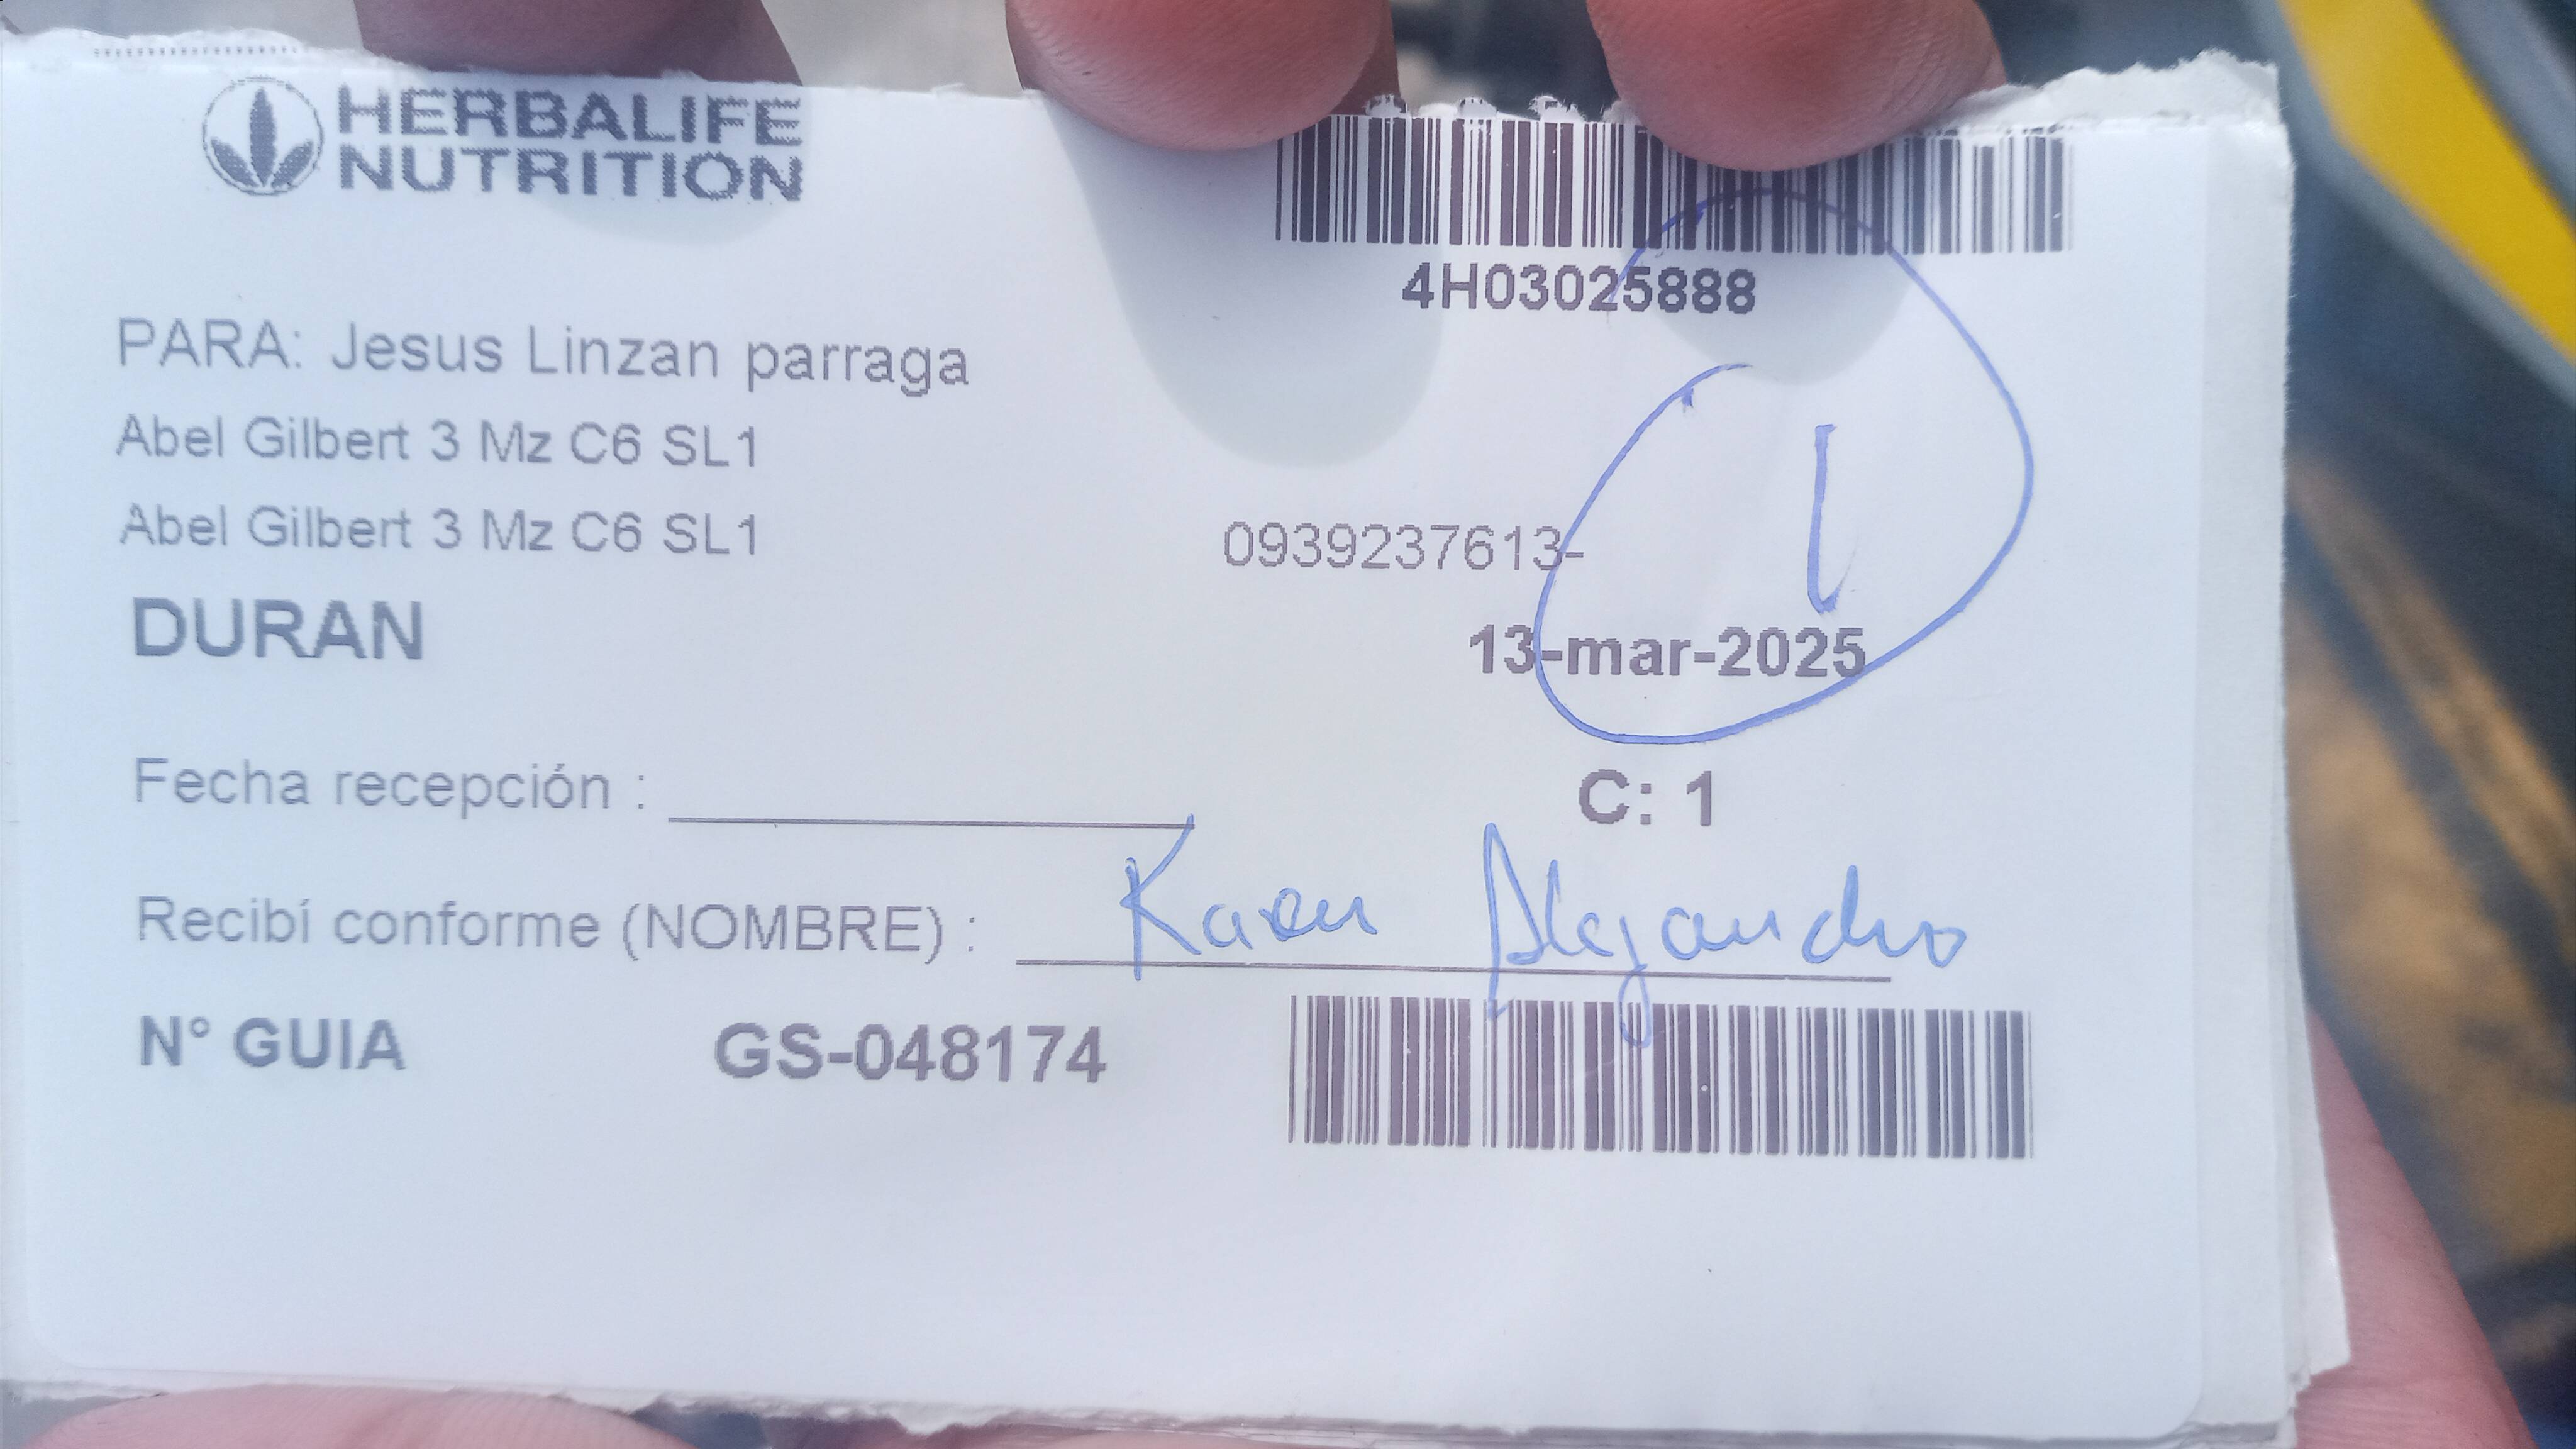 HERBALIFE
NUTRITION
4H03025888
PARA: Jesus Linzan parraga
Abel Gilbert 3 Mz C6 SL1
Abel Gilbert 3 Mz C6 SL1
0939237613-
1
DURAN
13-mar-2025
Fecha recepción :
C: 1
Recibí conforme (NOMBRE) : Karen Alejandro
N° GUIA GS-048174